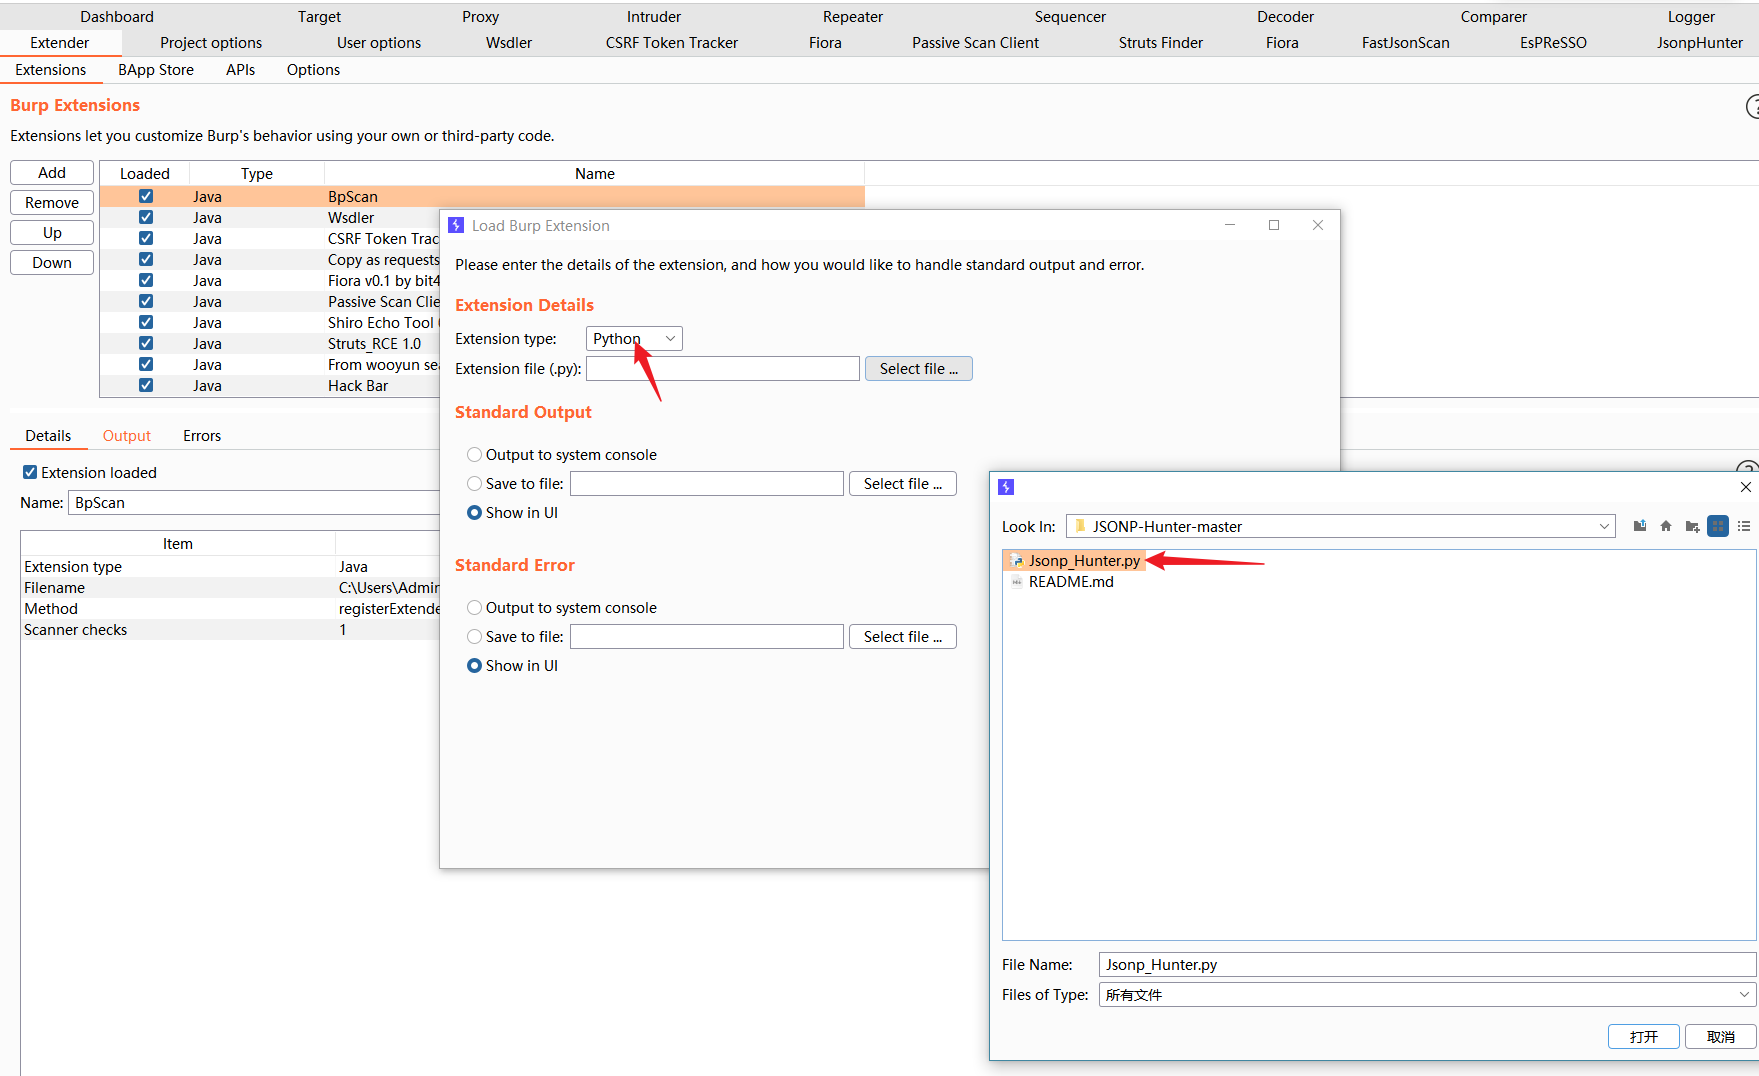 Dashboard Target Proxy Intruder Repeater Sequencer Decoder Comparer Logger
Extender Project options User options Wsdler CSRF Token Tracker Fiora Passive Scan Client Struts Finder Fiora FastJsonScan EsPReSSO JsonpHunter
Extensions BApp Store APIs Options
Burp Extensions
Extensions let you customize Burp's behavior using your own or third-party code.
Add
Remove
Up
Down
Loaded Type Name
Java BpScan
Java Wsdler
Java CSRF Token Trac
Java Copy as requests
Java Fiora v0.1 by bit4
Java Passive Scan Clie
Java Shiro Echo Tool
Java Struts_RCE 1.0
Java From wooyun sea
Java Hack Bar
Details Output Errors
Extension loaded
Name: BpScan
Item
Extension type Java
Filename C:\Users\Admin
Method registerExtende
Scanner checks 1
Load Burp Extension
Please enter the details of the extension, and how you would like to handle standard output and error.
Extension Details
Extension type: Python
Extension file (.py): Select file ...
Standard Output
Output to system console
Save to file: Select file ...
Show in UI
Standard Error
Output to system console
Save to file: Select file ...
Show in UI
Look In: JSONP-Hunter-master
Jsonp_Hunter.py
README.md
File Name: Jsonp_Hunter.py
Files of Type: 所有文件
打开 取消